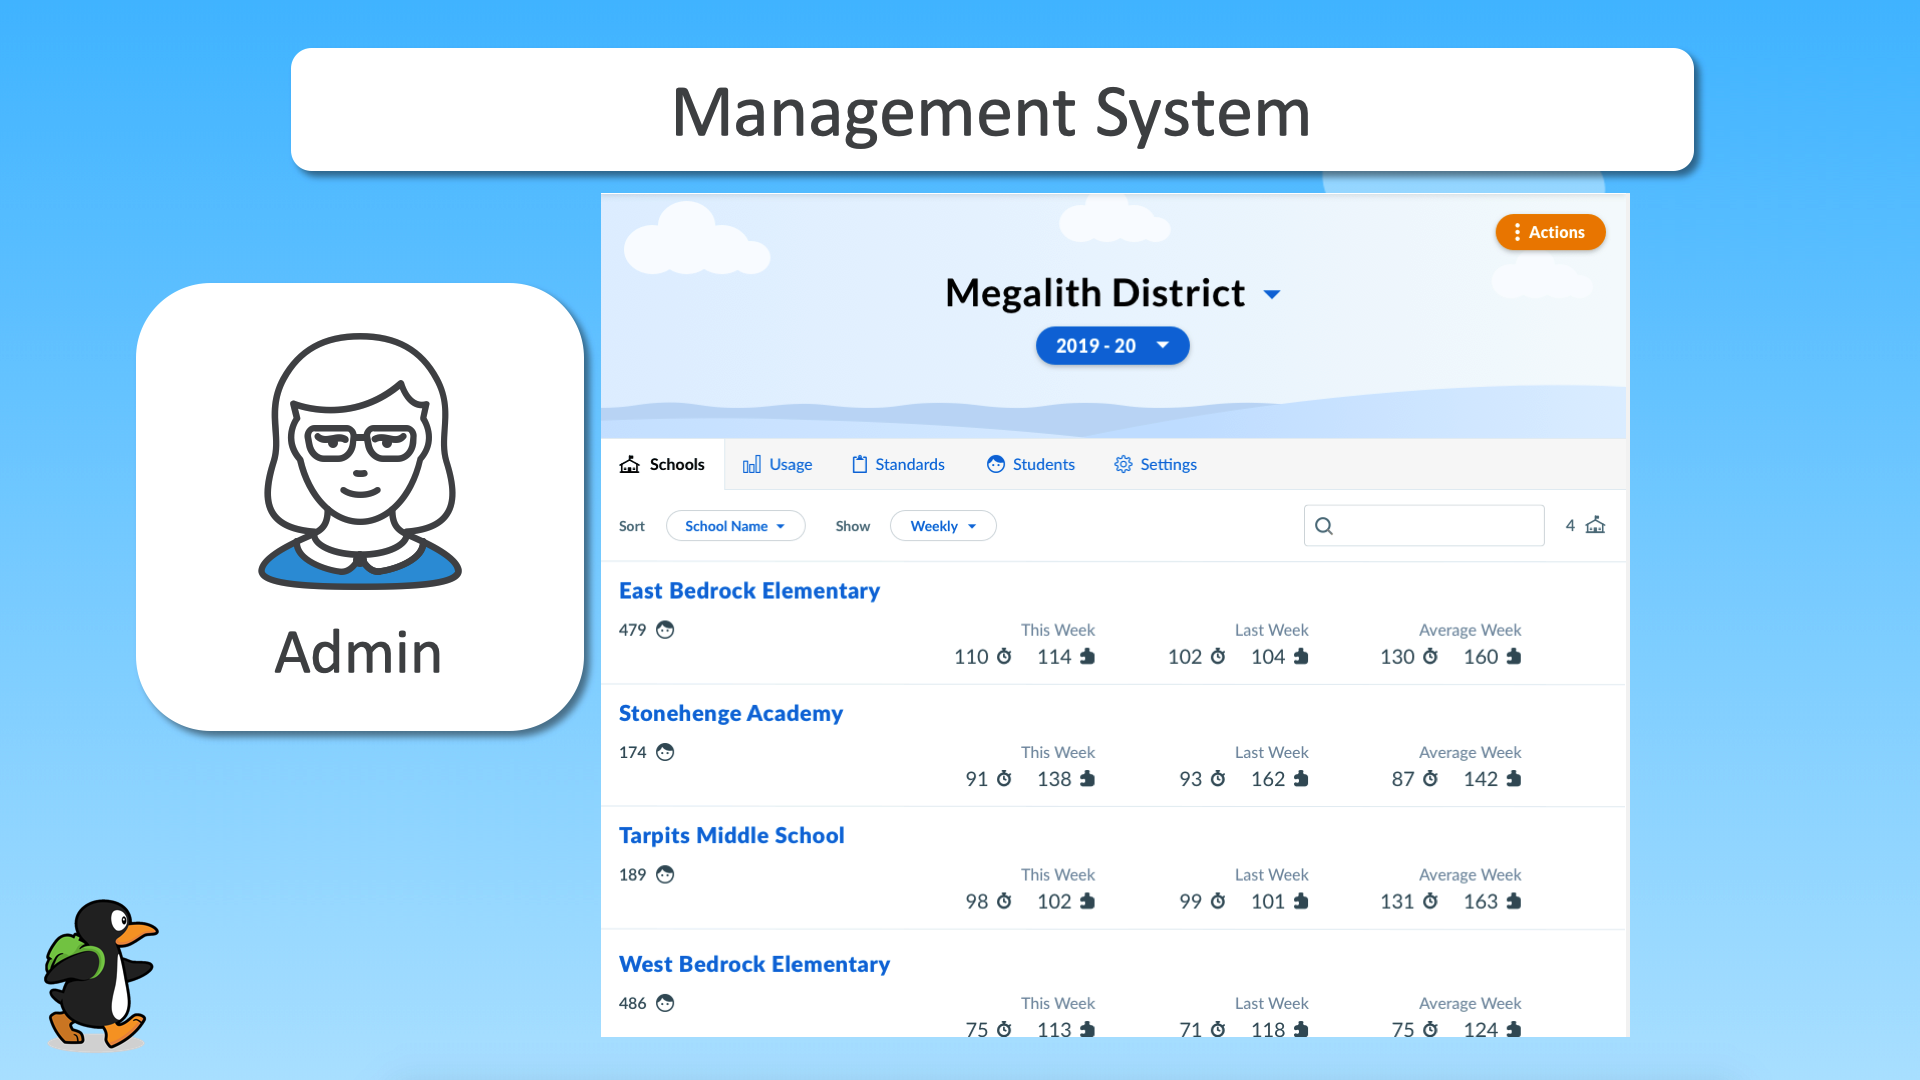 Management System
Actions
Megalith District
2019 - 20
Schools Usage Standards Students Settings
Sort School Name Show Weekly 4
East Bedrock Elementary
479 This Week Last Week Average Week
110 114 102 104 130 160
Stonehenge Academy
174 This Week Last Week Average Week
91 138 93 162 87 142
Tarpits Middle School
189 This Week Last Week Average Week
98 102 99 101 131 163
West Bedrock Elementary
486 This Week Last Week Average Week
75 113 71 118 75 124
Admin